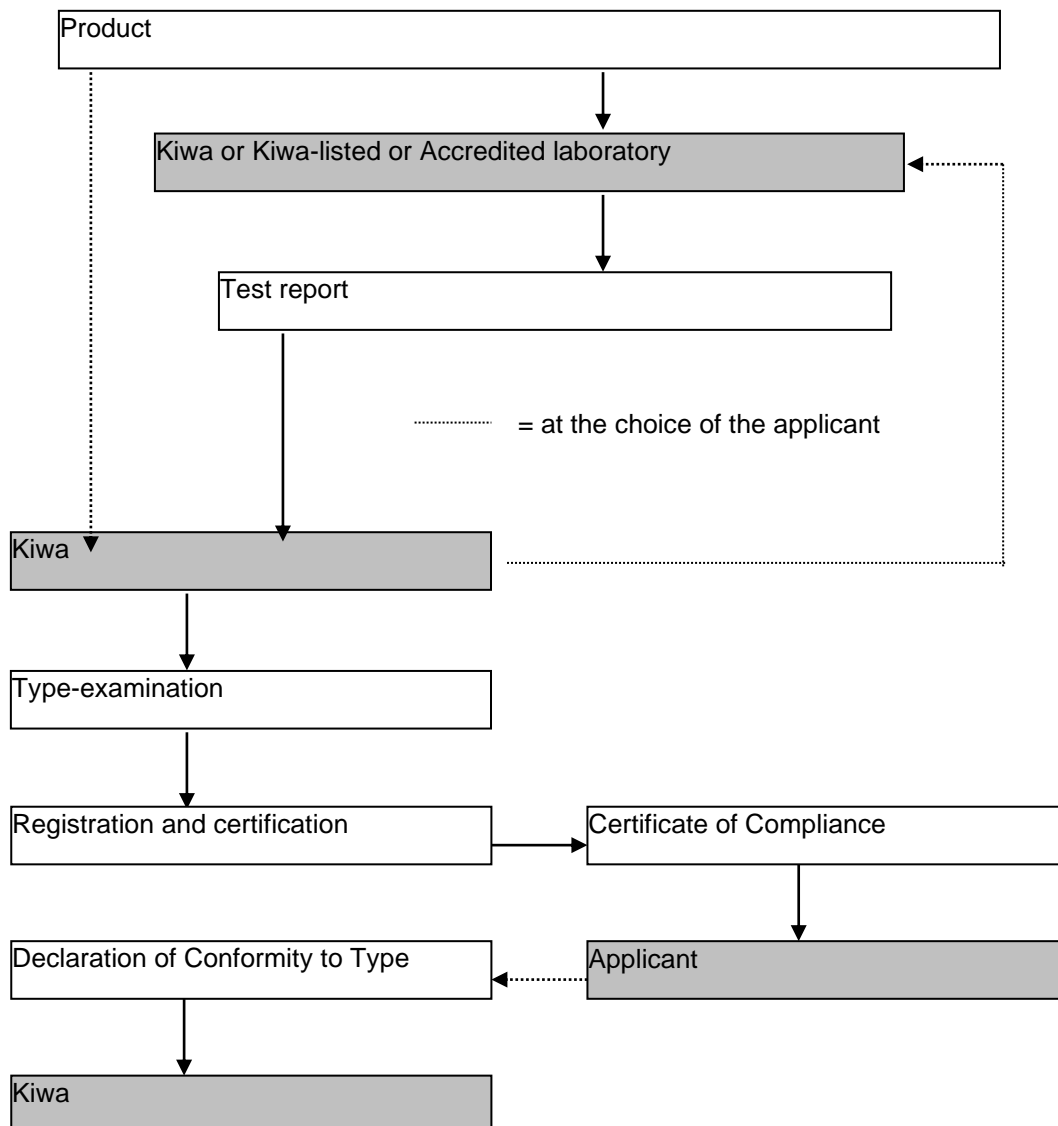 Product
Kiwa or Kiwa-listed or Accredited laboratory
Test report
= at the choice of the applicant
Kiwa
Type-examination
Registration and certification
Certificate of Compliance
Declaration of Conformity to Type
Applicant
Kiwa